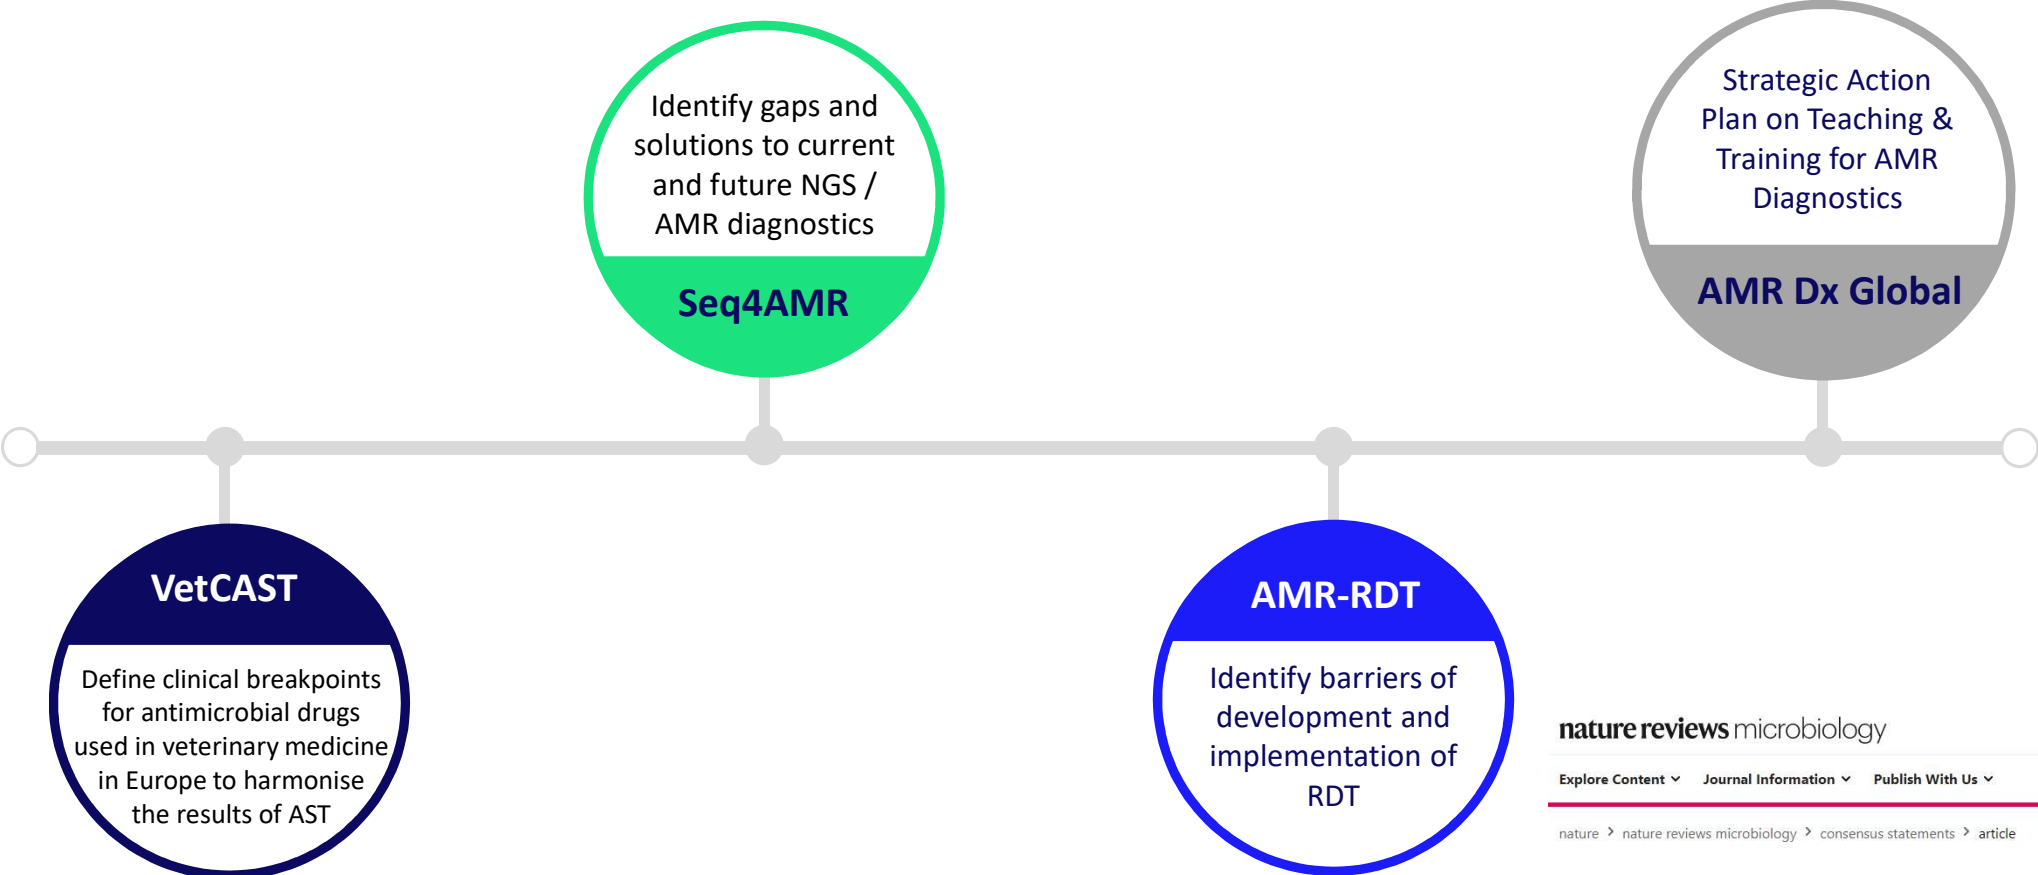 Identify gaps and
solutions to current
and future NGS /
AMR diagnostics
Seq4AMR
Strategic Action
Plan on Teaching &
Training for AMR
Diagnostics
AMR Dx Global
VetCAST
Define clinical breakpoints
for antimicrobial drugs
used in veterinary medicine
in Europe to harmonise
the results of AST
AMR-RDT
Identify barriers of
development and
implementation of
RDT
nature reviews microbiology
Explore Content Journal Information Publish With Us
nature > nature reviews microbiology > consensus statements > article